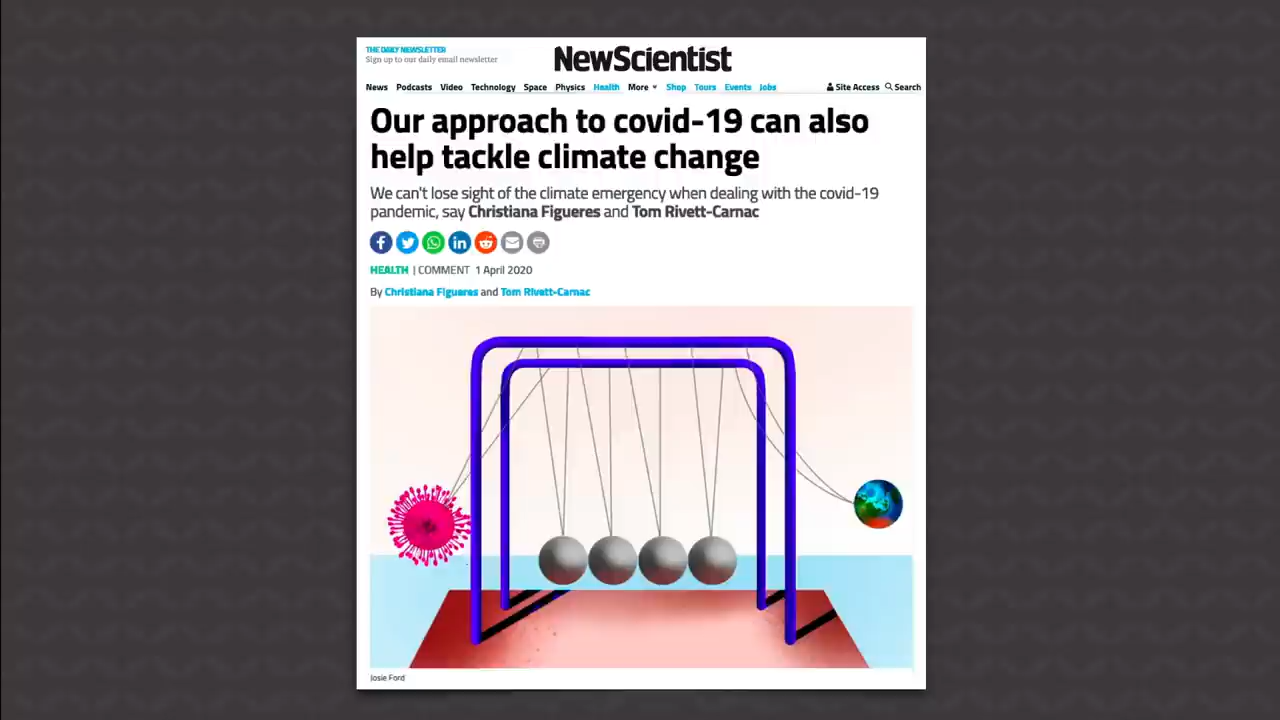 THE DAILY NEWSLETTER
Sign up to our daily email newsletter
NewScientist
News Podcasts Video Technology Space Physics Health More Shop Tours Events Jobs Site Access Search
Our approach to covid-19 can also
help tackle climate change
We can't lose sight of the climate emergency when dealing with the covid-19
pandemic, say Christiana Figueres and Tom Rivett-Carnac
HEALTH | COMMENT 1 April 2020
By Christiana Figueres and Tom Rivett-Carnac
Josie Ford